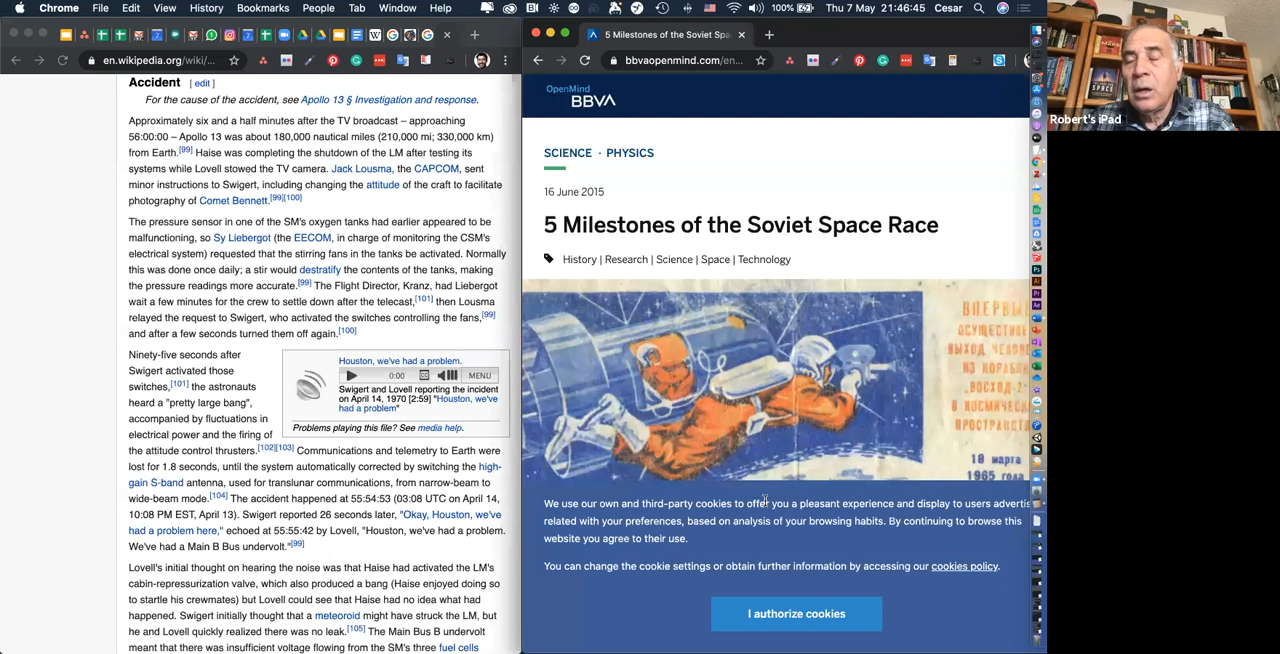 Chrome File Edit View History Bookmarks People Tab Window Help
100% Thu 7 May 21:46:45 Cesar
en.wikipedia.org/wiki/...
5 Milestones of the Soviet Spa
bbvaopenmind.com/en...
Accident [ edit ]
For the cause of the accident, see Apollo 13 § Investigation and response.
Approximately six and a half minutes after the TV broadcast – approaching
56:00:00 – Apollo 13 was about 180,000 nautical miles (210,000 mi; 330,000 km)
from Earth.[99] Haise was completing the shutdown of the LM after testing its
systems while Lovell stowed the TV camera. Jack Lousma, the CAPCOM, sent
minor instructions to Swigert, including changing the attitude of the craft to facilitate
photography of Comet Bennett.[99][100]
The pressure sensor in one of the SM's oxygen tanks had earlier appeared to be
malfunctioning, so Sy Liebergot (the EECOM, in charge of monitoring the CSM's
electrical system) requested that the stirring fans in the tanks be activated. Normally
this was done once daily; a stir would destratify the contents of the tanks, making
the pressure readings more accurate.[99] The Flight Director, Kranz, had Liebergot
wait a few minutes for the crew to settle down after the telecast,[101] then Lousma
relayed the request to Swigert, who activated the switches controlling the fans,[99]
and after a few seconds turned them off again.[100]
Ninety-five seconds after
Swigert activated those
switches,[101] the astronauts
heard a "pretty large bang",
accompanied by fluctuations in
electrical power and the firing of
the attitude control thrusters.[102][103] Communications and telemetry to Earth were
lost for 1.8 seconds, until the system automatically corrected by switching the high-
gain S-band antenna, used for translunar communications, from narrow-beam to
wide-beam mode.[104] The accident happened at 55:54:53 (03:08 UTC on April 14,
10:08 PM EST, April 13). Swigert reported 26 seconds later, "Okay, Houston, we've
had a problem here," echoed at 55:55:42 by Lovell, "Houston, we've had a problem.
We've had a Main B Bus undervolt."[99]
Lovell's initial thought on hearing the noise was that Haise had activated the LM's
cabin-repressurization valve, which also produced a bang (Haise enjoyed doing so
to startle his crewmates) but Lovell could see that Haise had no idea what had
happened. Swigert initially thought that a meteoroid might have struck the LM, but
he and Lovell quickly realized there was no leak.[105] The Main Bus B undervolt
meant that there was insufficient voltage flowing from the SM's three fuel cells
Houston, we've had a problem.
0:00 CC MENU
Swigert and Lovell reporting the incident
on April 14, 1970 [2:59] "Houston, we've
had a problem"
Problems playing this file? See media help.
OpenMind
BBVA
SCIENCE · PHYSICS
16 June 2015
5 Milestones of the Soviet Space Race
History | Research | Science | Space | Technology
ВПЕРВЫ
ОСУЩЕСТВЛЕ
ВЫХОД ЧЕЛОВЕ
ИЗ КОРАБЛ
ВОСХОД-2
В КОСМИЧЕСК
ПРОСТРАНСТВ
18 марта
1965 года
We use our own and third-party cookies to offer you a pleasant experience and display to users advertis
related with your preferences, based on analysis of your browsing habits. By continuing to browse this
website you agree to their use.
You can change the cookie settings or obtain further information by accessing our cookies policy.
I authorize cookies
Robert's iPad